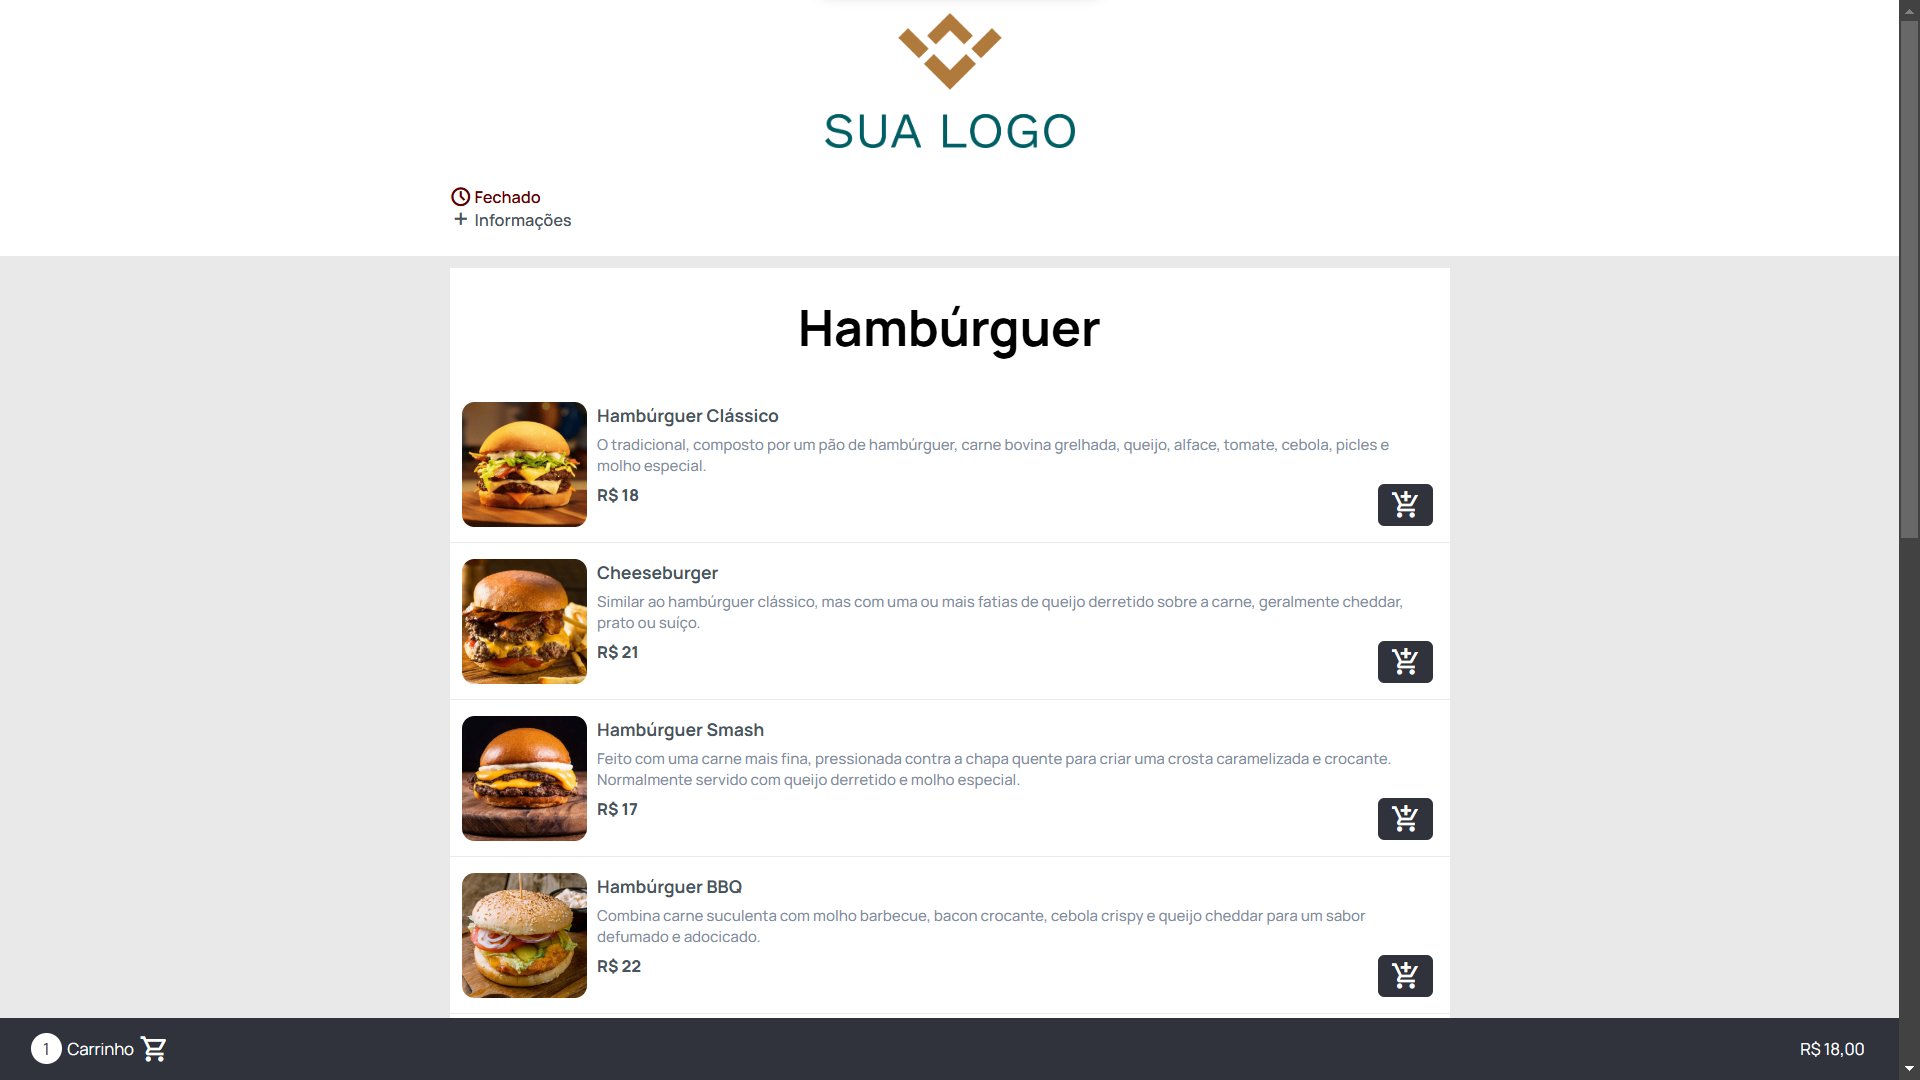 SUA LOGO
Fechado
+ Informações
Hambúrguer
Hambúrguer Clássico
O tradicional, composto por um pão de hambúrguer, carne bovina grelhada, queijo, alface, tomate, cebola, picles e
molho especial.
R$ 18
Cheeseburger
Similar ao hambúrguer clássico, mas com uma ou mais fatias de queijo derretido sobre a carne, geralmente cheddar,
prato ou suíço.
R$ 21
Hambúrguer Smash
Feito com uma carne mais fina, pressionada contra a chapa quente para criar uma crosta caramelizada e crocante.
Normalmente servido com queijo derretido e molho especial.
R$ 17
Hambúrguer BBQ
Combina carne suculenta com molho barbecue, bacon crocante, cebola crispy e queijo cheddar para um sabor
defumado e adocicado.
R$ 22
1 Carrinho
R$ 18,00